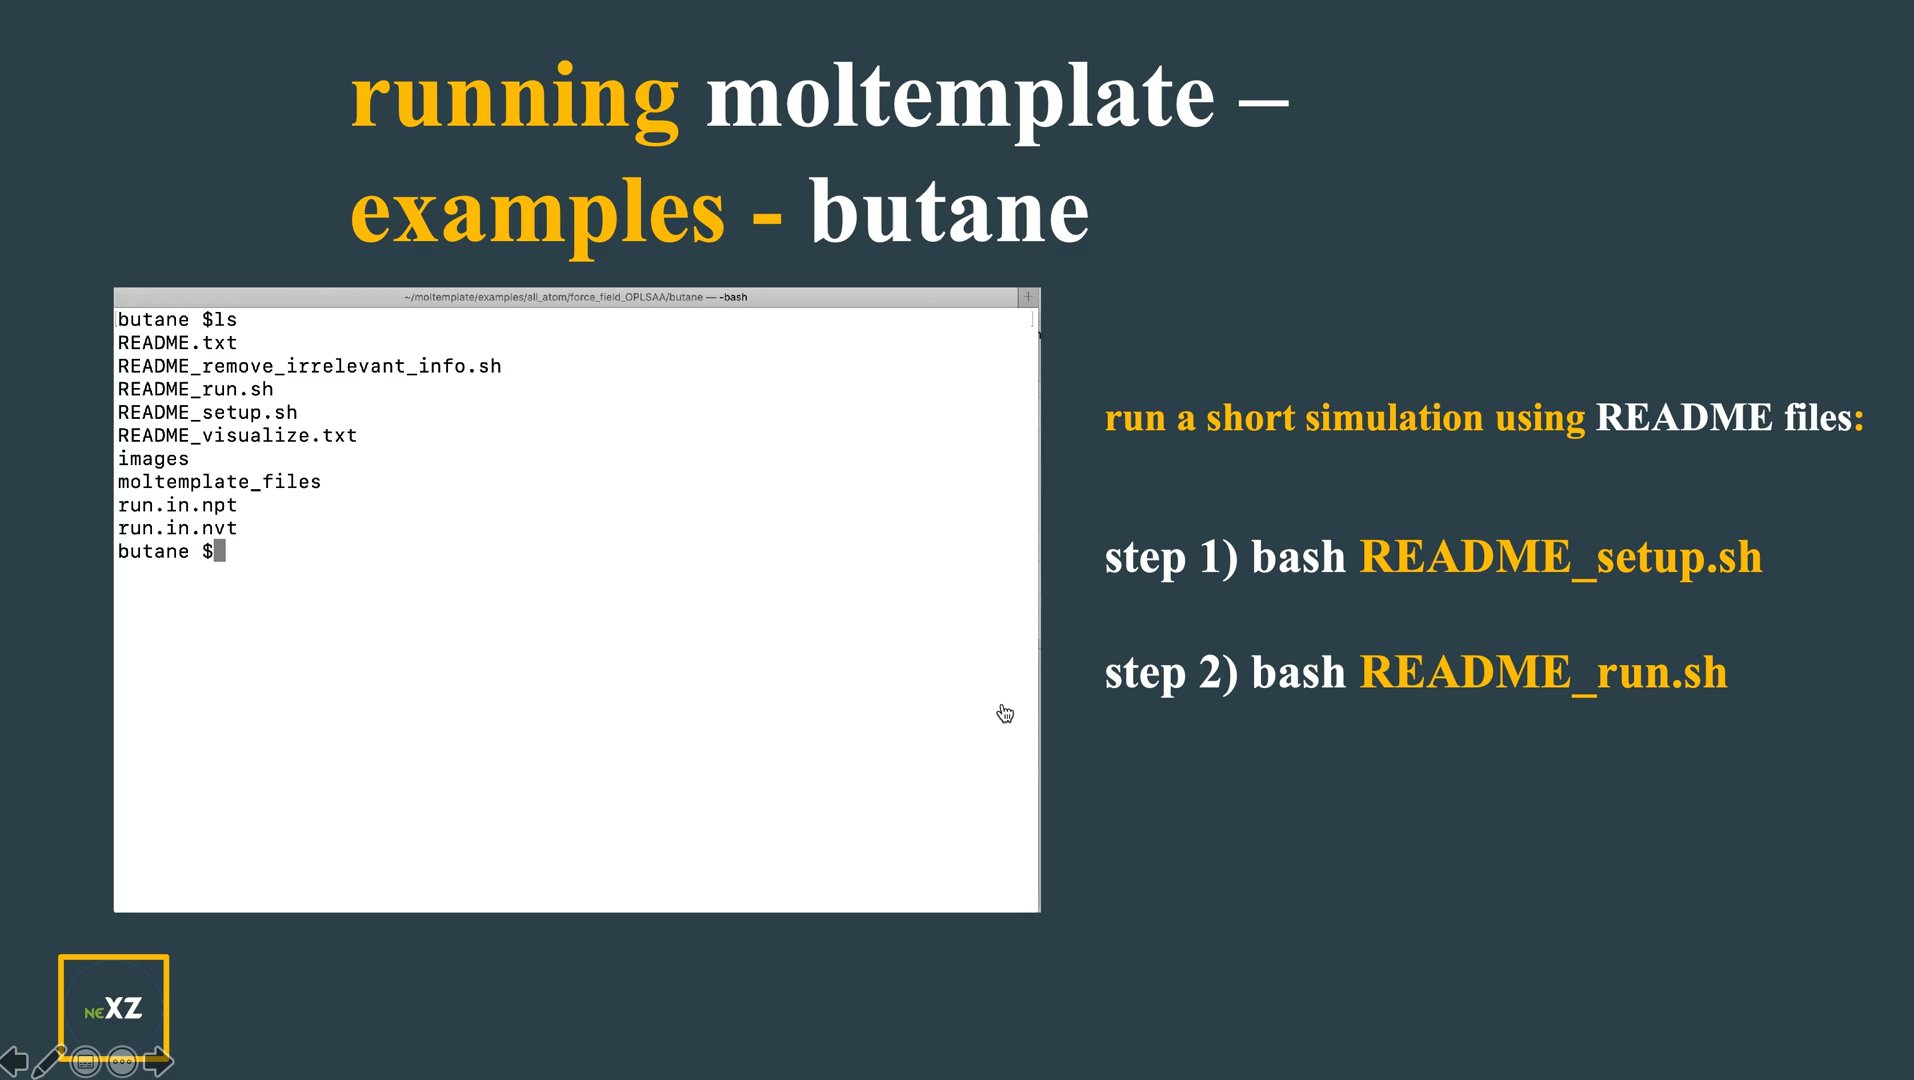 running moltemplate –
examples - butane
~/moltemplate/examples/all_atom/force_field_OPLSAA/butane — -bash
butane $ls
README.txt
README_remove_irrelevant_info.sh
README_run.sh
README_setup.sh
README_visualize.txt
images
moltemplate_files
run.in.npt
run.in.nvt
butane $
run a short simulation using README files:
step 1) bash README_setup.sh
step 2) bash README_run.sh
NEXZ